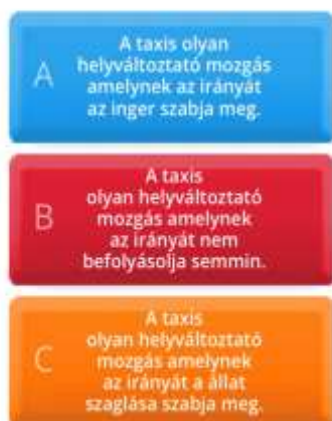 A taxis olyan
helyváltoztató mozgás
A
amelynek az irányát
az inger szabja meg.
A taxis
olyan helyváltoztató
B
mozgás amelynek
az irányát nem
befolyásolja semmin.
A taxis
olyan helyváltoztató
C
mozgás amelynek
az irányát a állat
szaglása szabja meg.